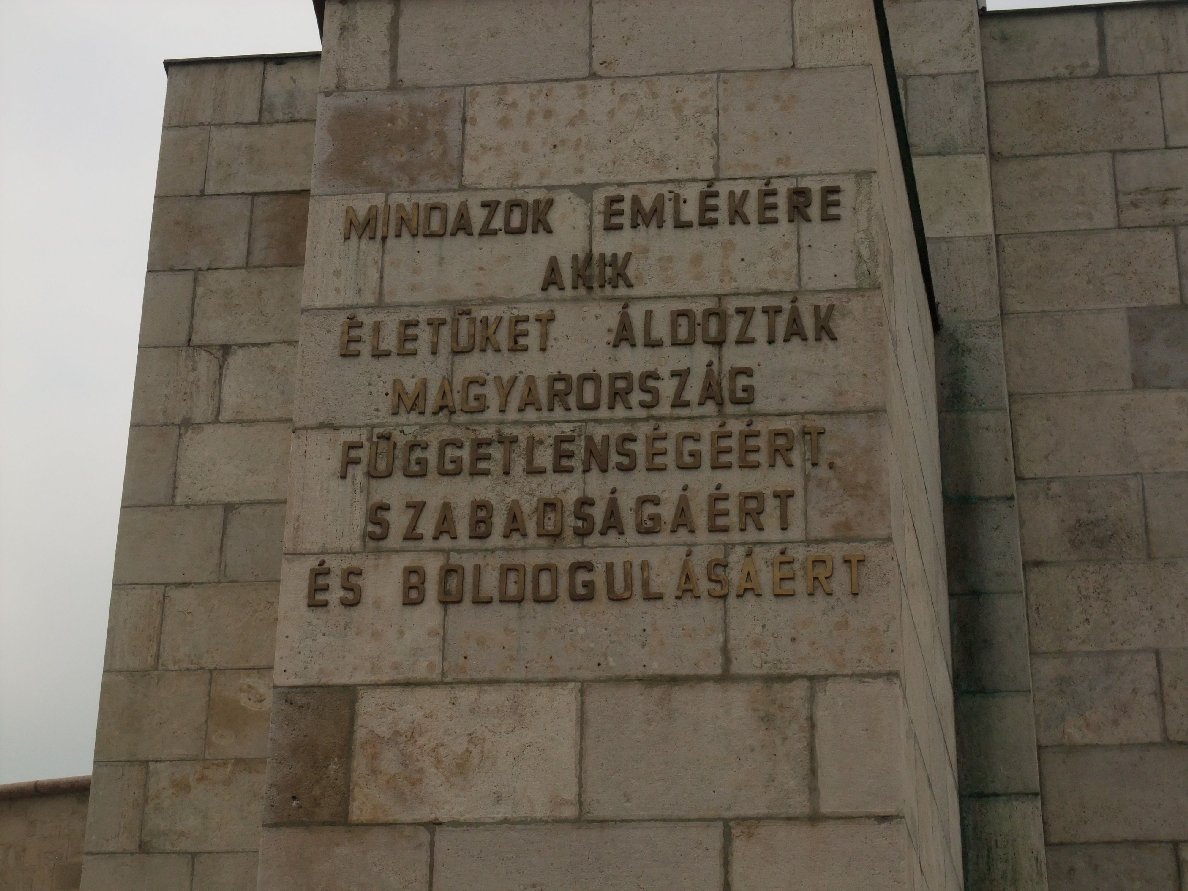 MINDAZOK EMLÉKÉRE
AKIK
ÉLETÜKET ÁLDOZTÁK
MAGYARORSZÁG
FÜGGETLENSÉGÉÉRT,
SZABADSÁGÁÉRT
ÉS BOLDOGULÁSÁÉRT